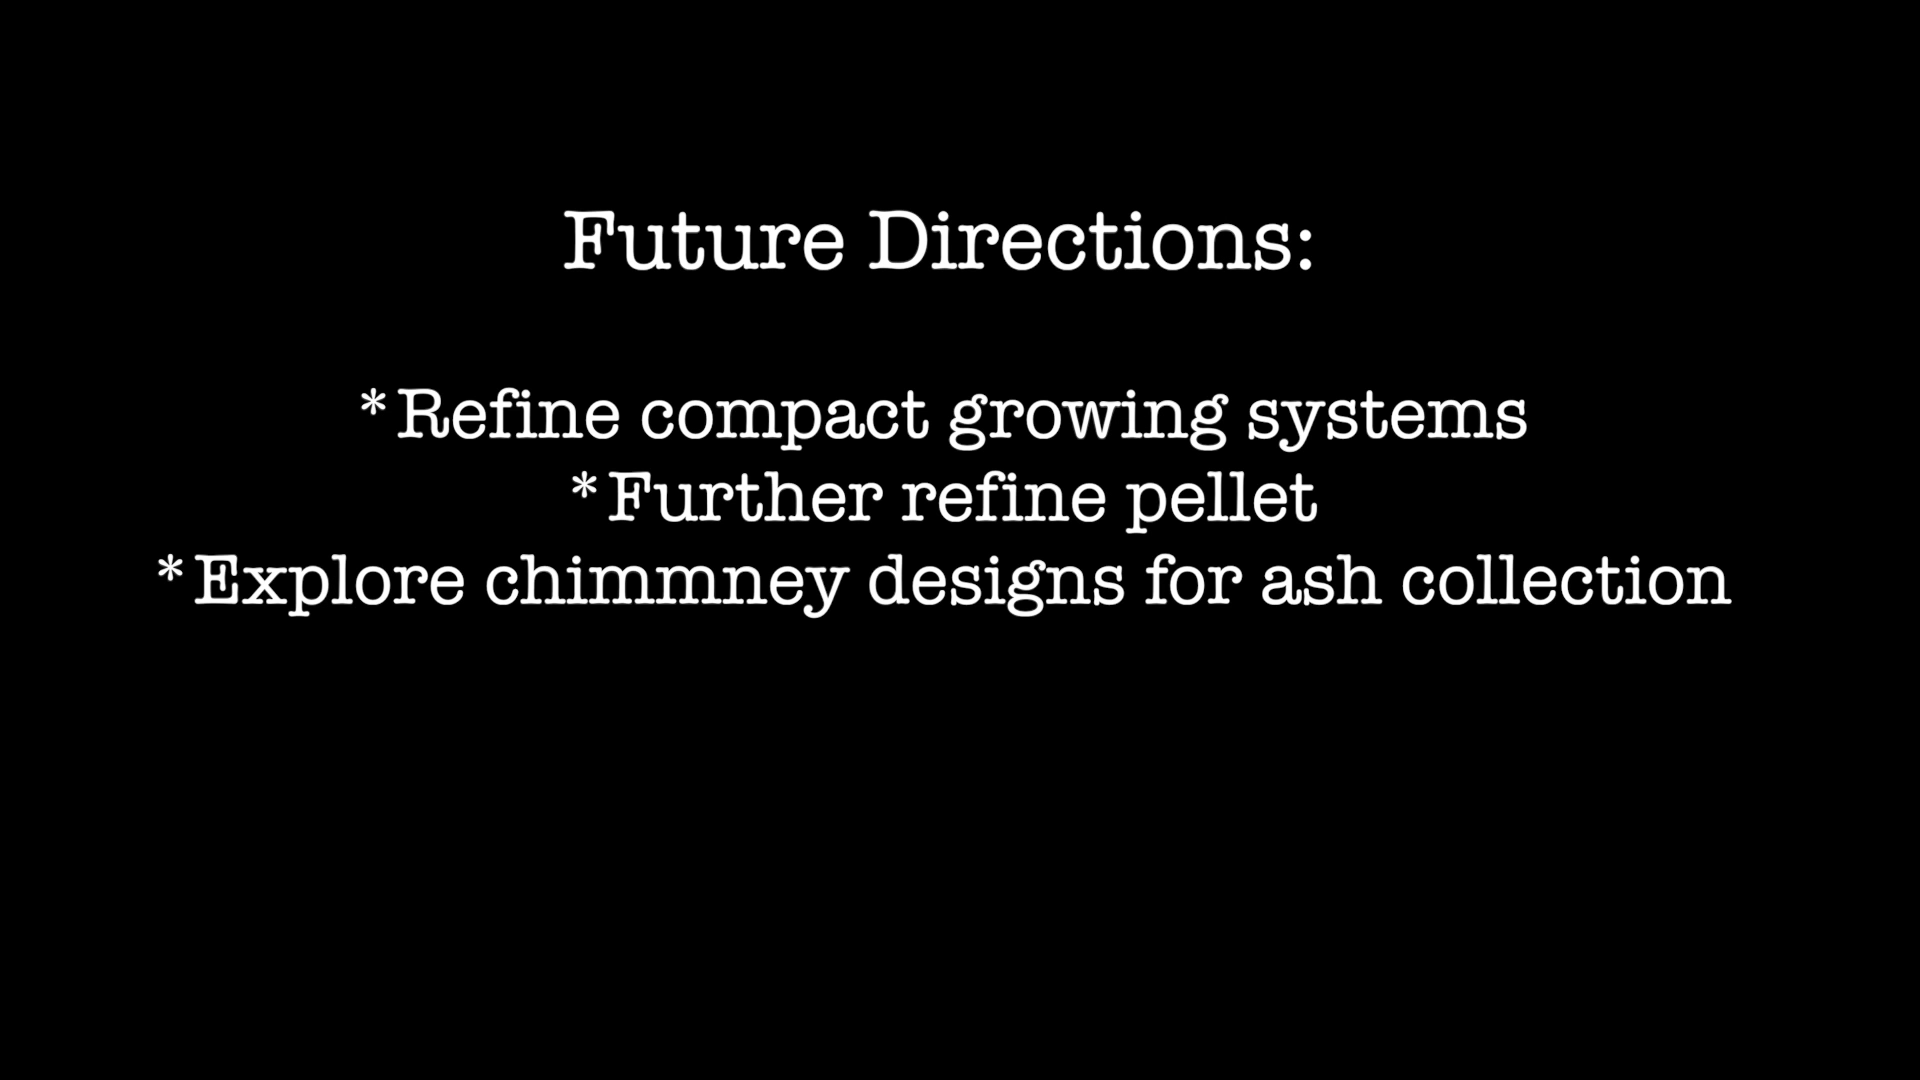 Future Directions:
*Refine compact growing systems
*Further refine pellet
*Explore chimmney designs for ash collection